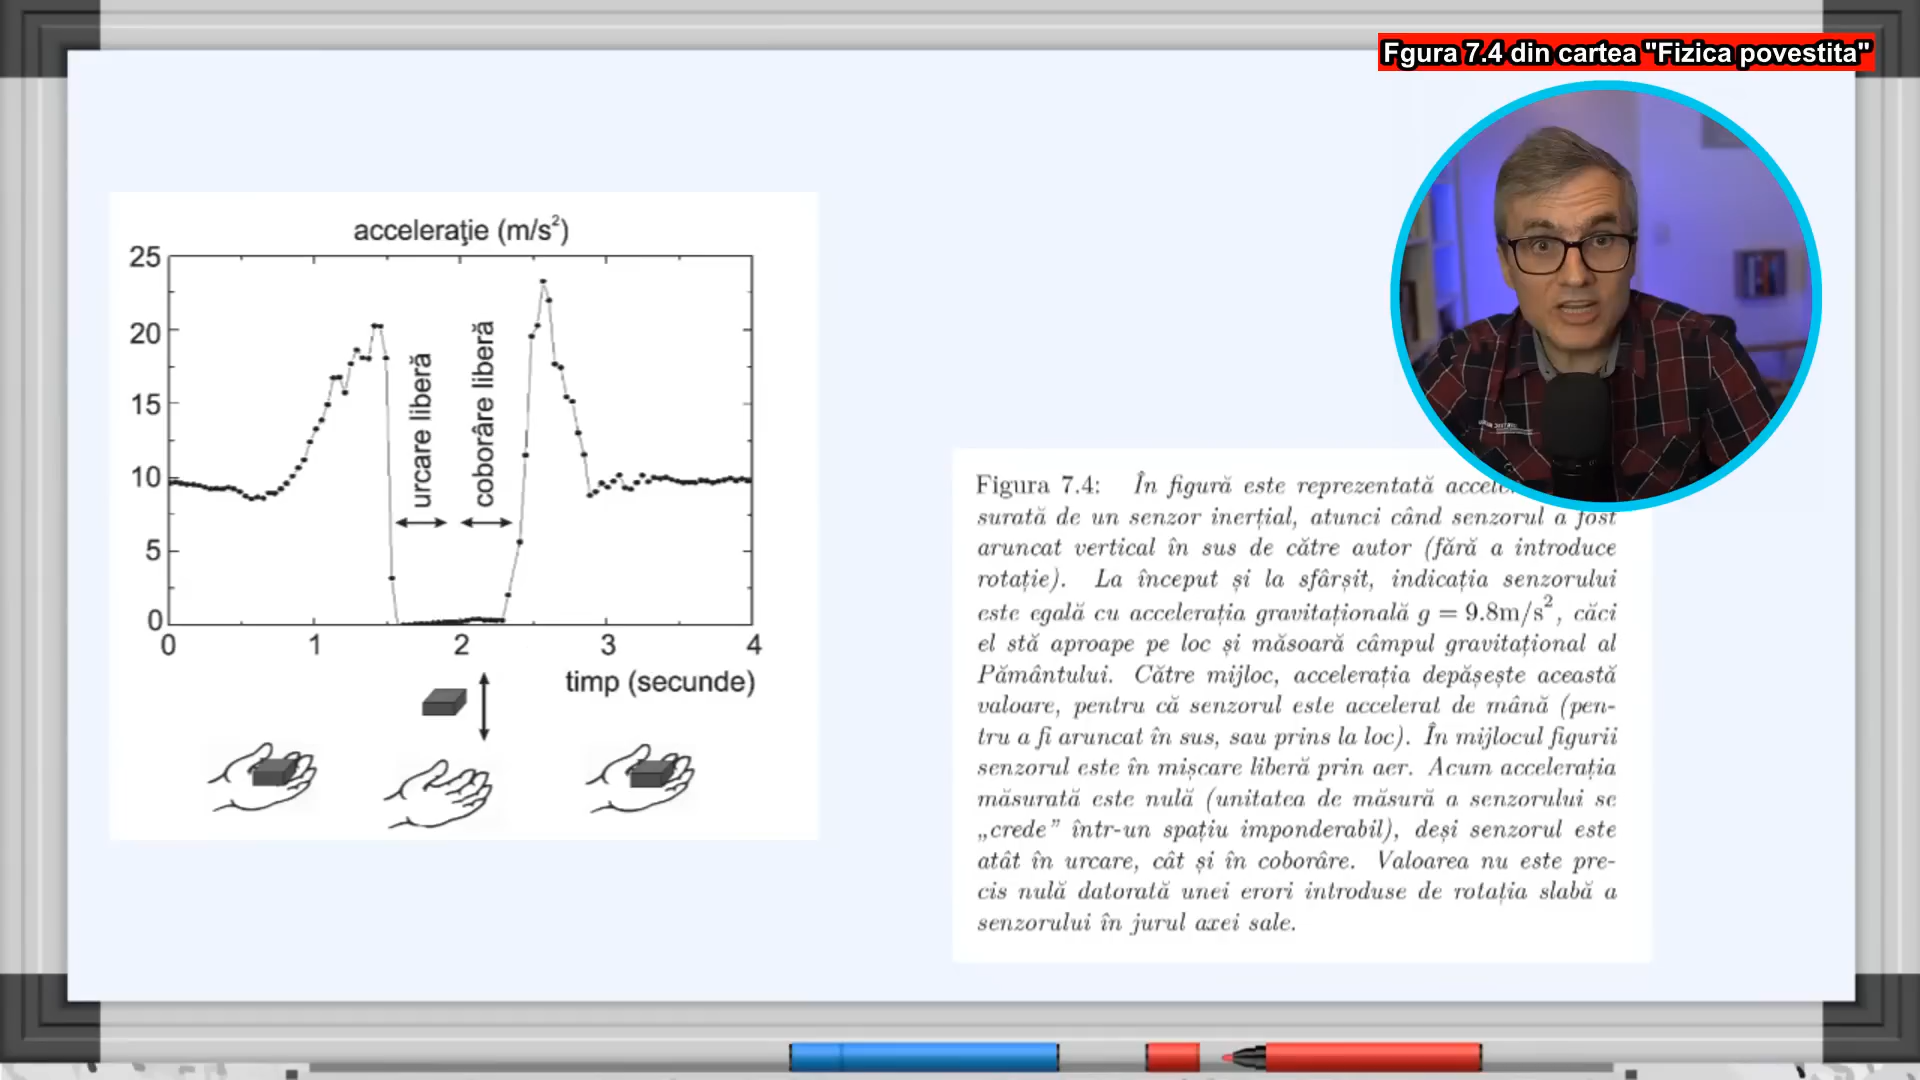 Fgura 7.4 din cartea "Fizica povestita"
accelerație (m/s²)
25
20
15
10
5
0
urcare liberă
coborâre liberă
0 1 2 3 4
timp (secunde)
Figura 7.4: În figură este reprezentată
surată de un senzor inerțial, atunci când senzorul a fost
aruncat vertical în sus de către autor (fără a introduce
rotație). La început și la sfârșit, indicația senzorului
este egală cu accelerația gravitațională g = 9.8m/s², căci
el stă aproape pe loc și măsoară câmpul gravitațional al
Pământului. Către mijloc, accelerația depășește această
valoare, pentru că senzorul este accelerat de mână (pen-
tru a fi aruncat în sus, sau prins la loc). În mijlocul figurii
senzorul este în mișcare liberă prin aer. Acum accelerația
măsurată este nulă (unitatea de măsură a senzorului se
„crede” într-un spațiu imponderabil), deși senzorul este
atât în urcare, cât și în coborâre. Valoarea nu este pre-
cis nulă datorată unei erori introduse de rotația slabă a
senzorului în jurul axei sale.